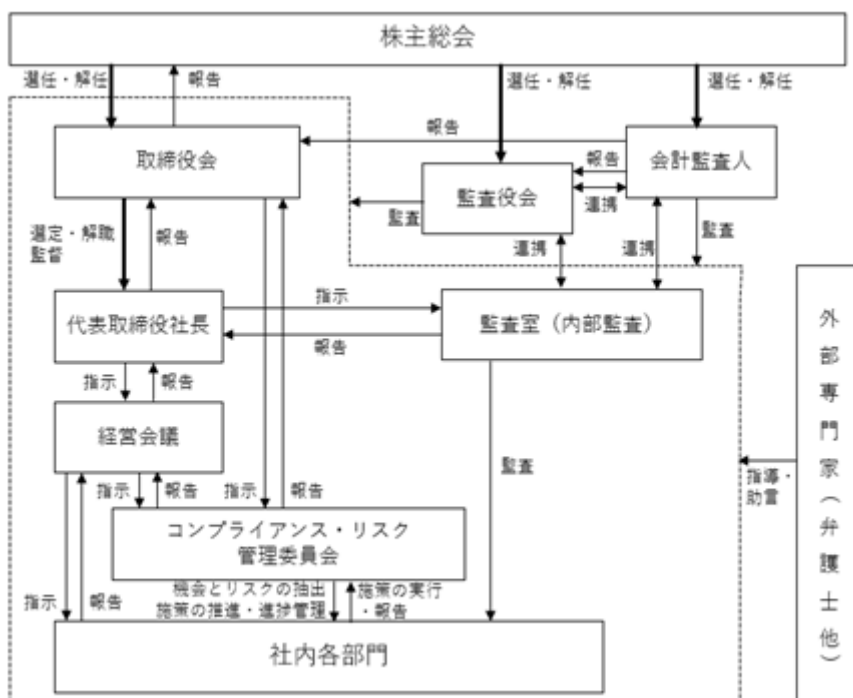 株主総会
選任・解任
報告
選任・解任
選任・解任
取締役会
報告
会計監査人
報告
監査役会
連携
監査
監査
選定・解職
監督
報告
連携
連携
代表取締役社長
指示
報告
監査室（内部監査）
指示
報告
経営会議
監査
指示
報告
指示
報告
コンプライアンス・リスク
管理委員会
機会とリスクの抽出
施策の推進・進捗管理
施策の実行
・報告
指示
報告
社内各部門
指導・
助言
外部専門家（弁護士他）